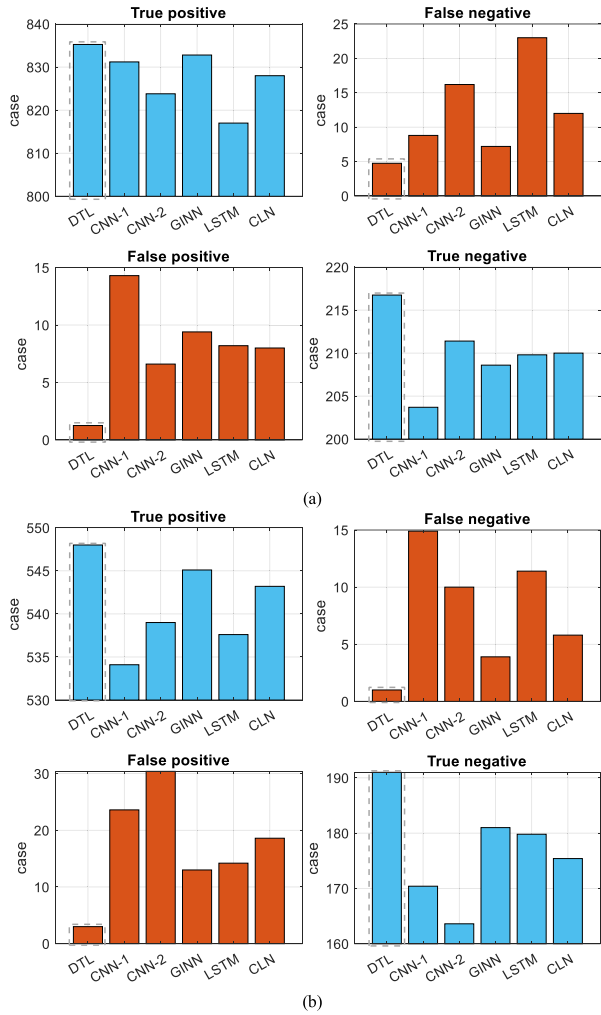 True positive
840
830
820
810
800
case
DTL
CNN-1
CNN-2
GINN
LSTM
CLN
False negative
25
20
15
10
5
0
case
DTL
CNN-1
CNN-2
GINN
LSTM
CLN
False positive
15
10
5
0
case
DTL
CNN-1
CNN-2
GINN
LSTM
CLN
True negative
220
215
210
205
200
case
DTL
CNN-1
CNN-2
GINN
LSTM
CLN
(a)
True positive
550
545
540
535
530
case
DTL
CNN-1
CNN-2
GINN
LSTM
CLN
False negative
15
10
5
0
case
DTL
CNN-1
CNN-2
GINN
LSTM
CLN
False positive
30
20
10
0
case
DTL
CNN-1
CNN-2
GINN
LSTM
CLN
True negative
190
180
170
160
case
DTL
CNN-1
CNN-2
GINN
LSTM
CLN
(b)